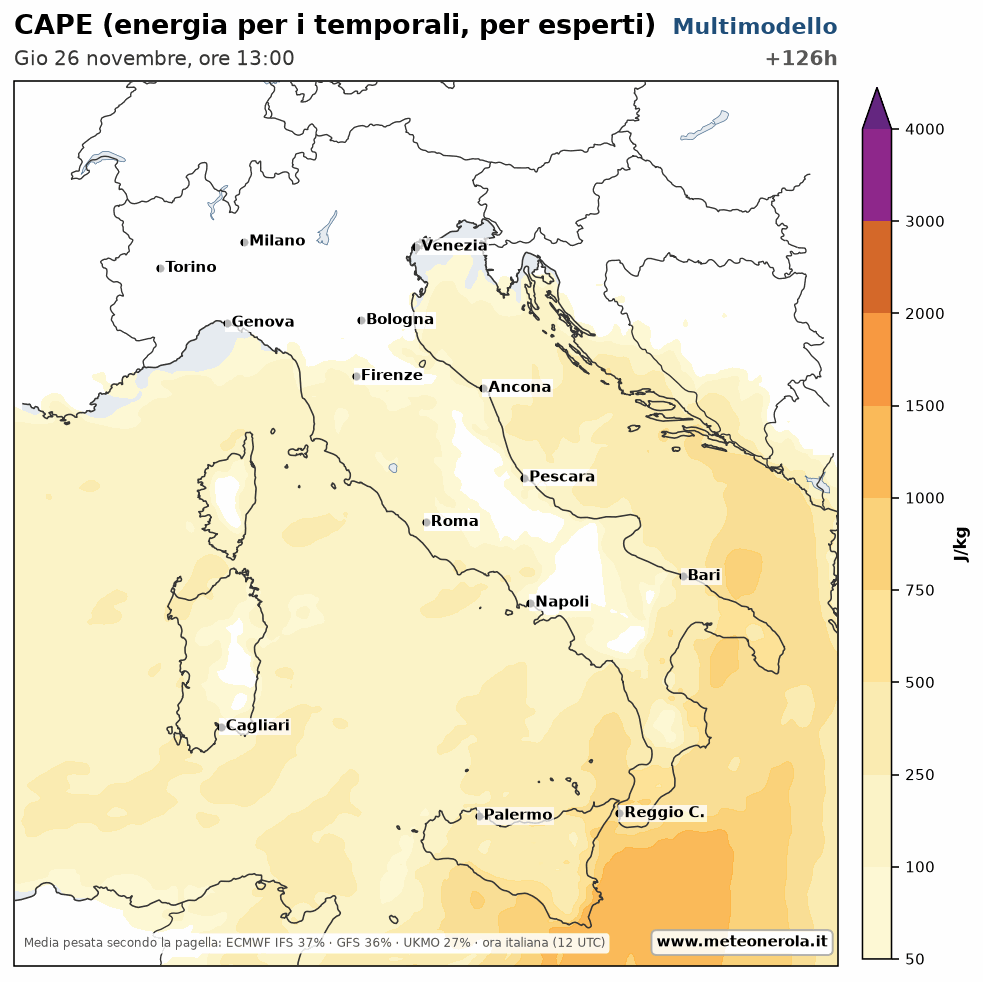 CAPE (energia per i temporali, per esperti) Multimodello
Gio 26 novembre, ore 13:00 +126h
4000
3000
2000
1500
1000
750
500
250
100
50
J/kg
Venezia
Milano
Torino
Genova
Bologna
Firenze
Ancona
Pescara
Roma
Bari
Napoli
Cagliari
Palermo
Reggio C.
Media pesata secondo la pagella: ECMWF IFS 37% · GFS 36% · UKMO 27% · ora italiana (12 UTC)
www.meteonerola.it